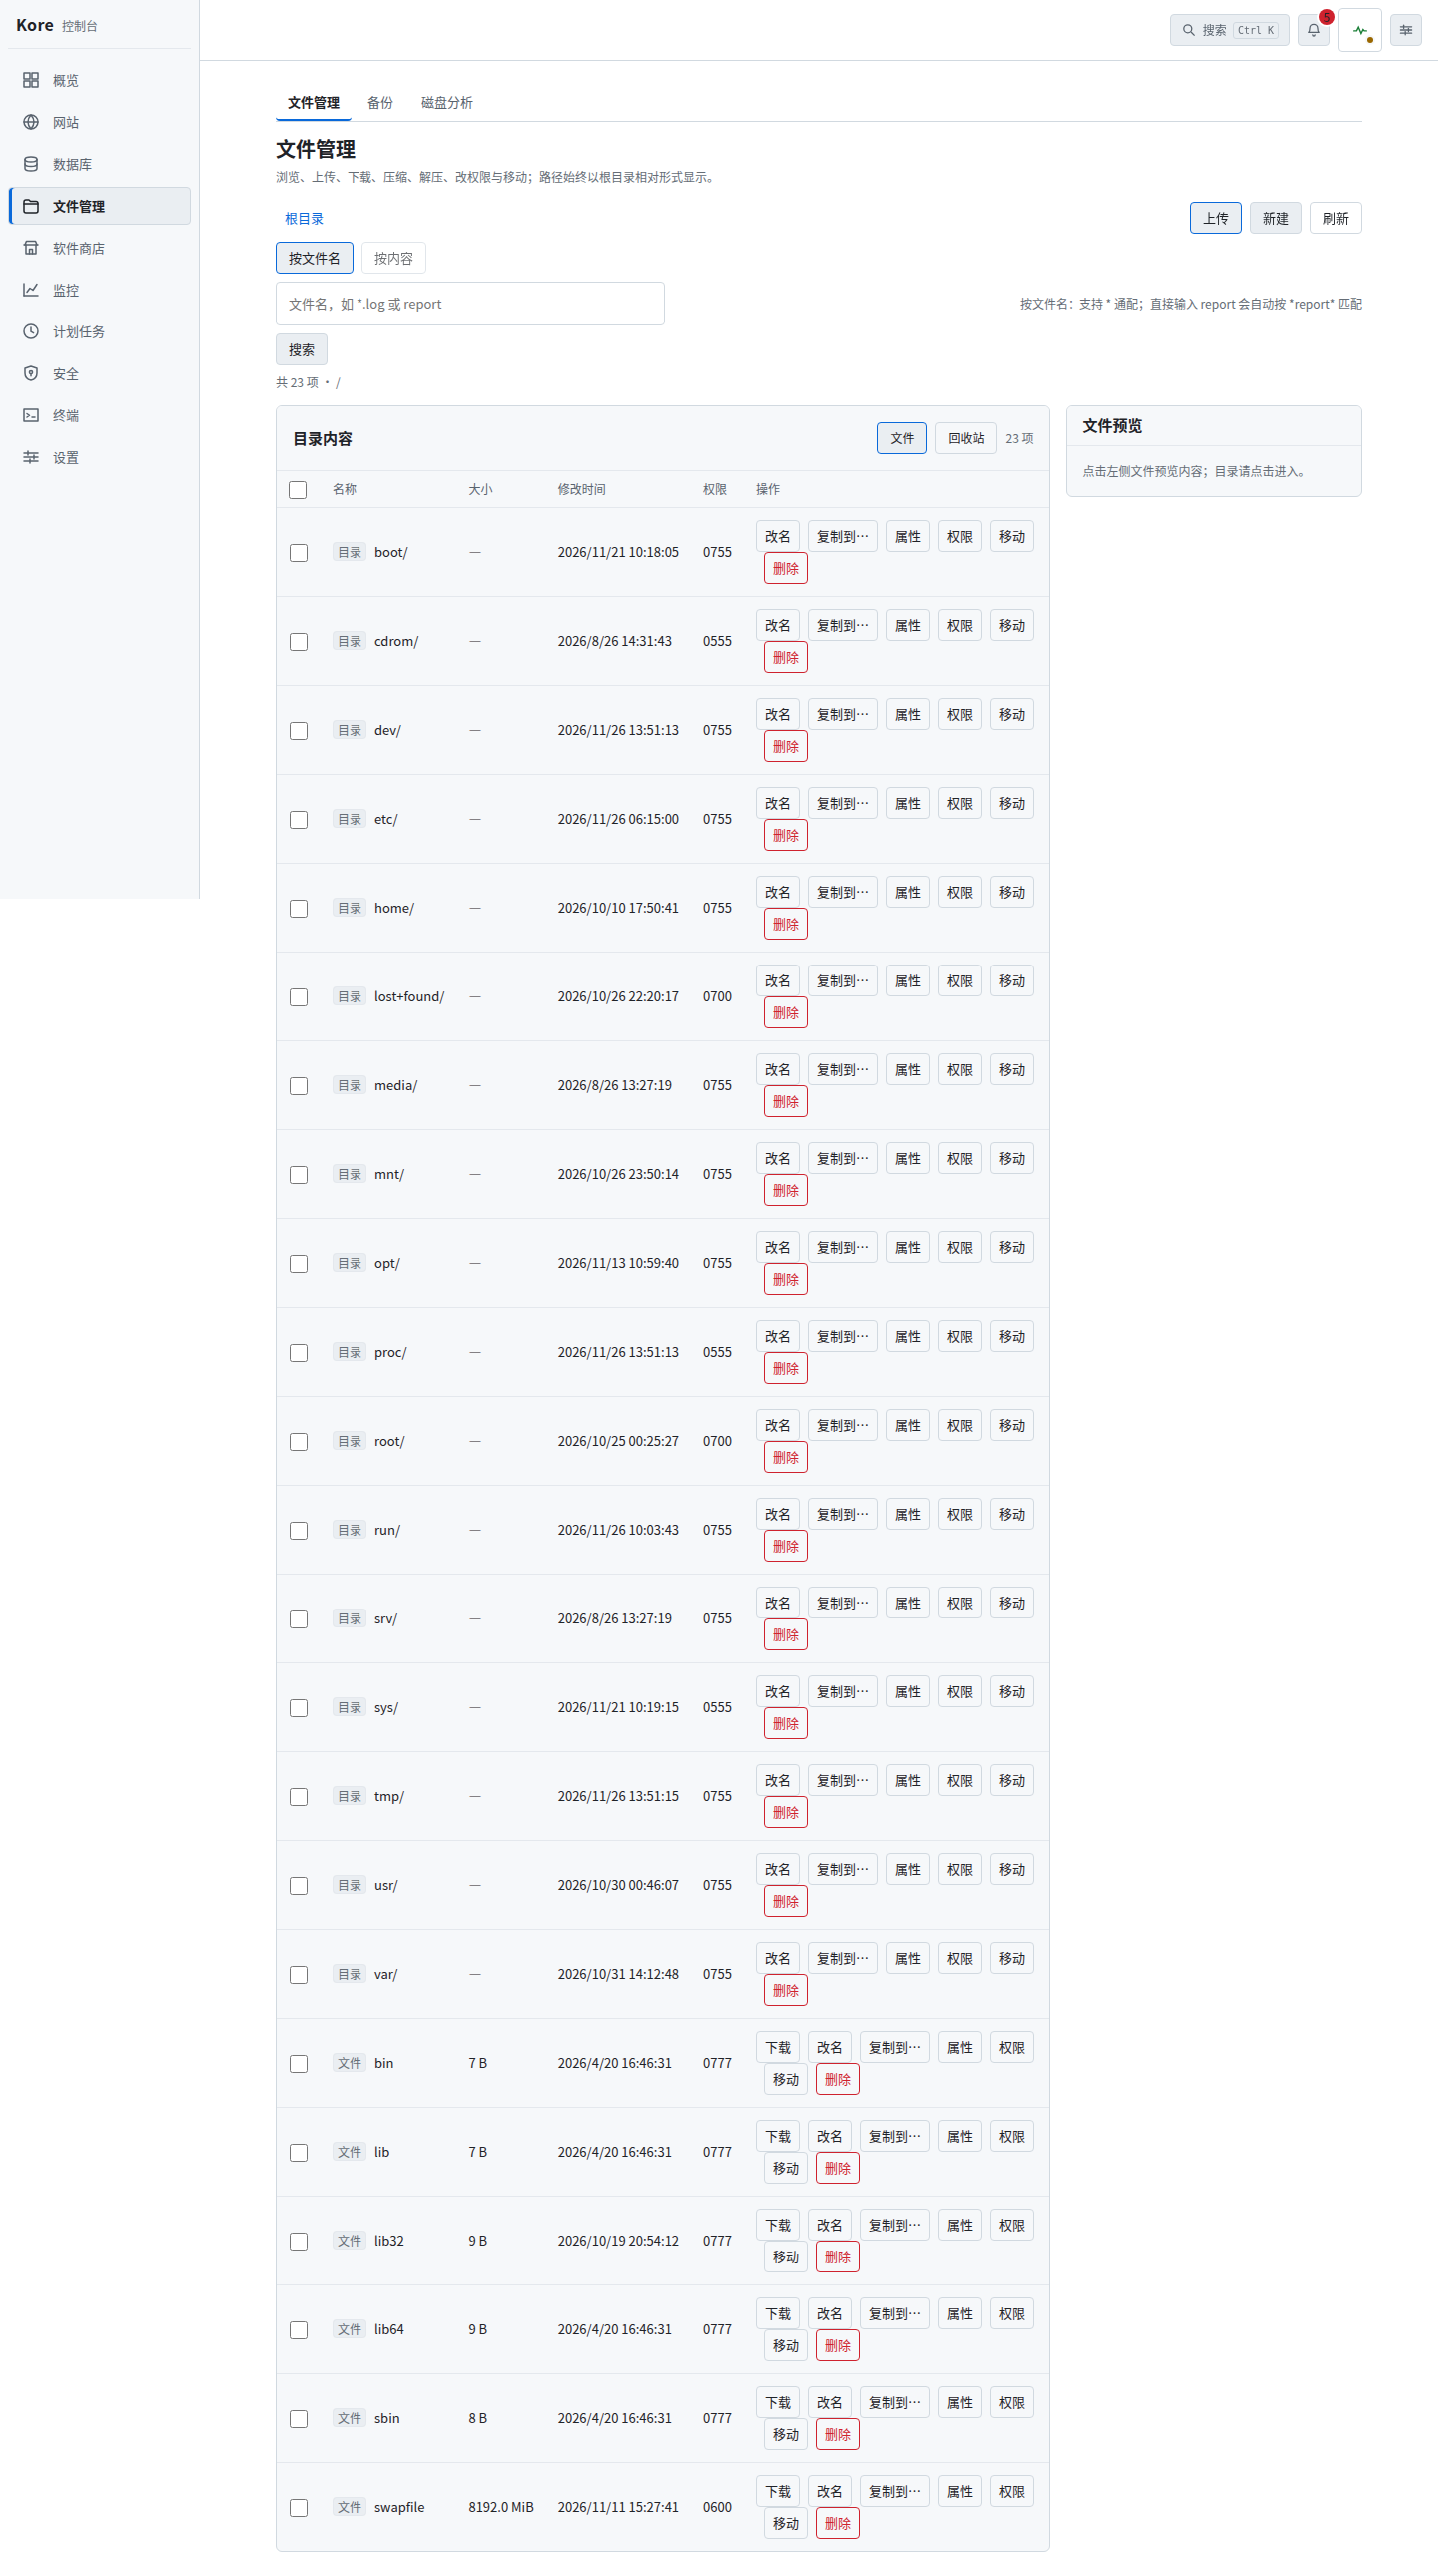 Kore 控制台
搜索 Ctrl K
5
概览
网站
数据库
文件管理
软件商店
监控
计划任务
安全
终端
设置
文件管理 备份 磁盘分析
文件管理
浏览、上传、下载、压缩、解压、改权限与移动；路径始终以根目录相对形式显示。
根目录 上传 新建 刷新
按文件名 按内容
文件名，如 *.log 或 report 按文件名：支持 * 通配；直接输入 report 会自动按 *report* 匹配
搜索
共 23 项 · /
目录内容 文件 回收站 23 项
文件预览
点击左侧文件预览内容；目录请点击进入。
名称 大小 修改时间 权限 操作
目录 boot/ — 2026/11/21 10:18:05 0755 改名 复制到… 属性 权限 移动
删除
目录 cdrom/ — 2026/8/26 14:31:43 0555 改名 复制到… 属性 权限 移动
删除
目录 dev/ — 2026/11/26 13:51:13 0755 改名 复制到… 属性 权限 移动
删除
目录 etc/ — 2026/11/26 06:15:00 0755 改名 复制到… 属性 权限 移动
删除
目录 home/ — 2026/10/10 17:50:41 0755 改名 复制到… 属性 权限 移动
删除
目录 lost+found/ — 2026/10/26 22:20:17 0700 改名 复制到… 属性 权限 移动
删除
目录 media/ — 2026/8/26 13:27:19 0755 改名 复制到… 属性 权限 移动
删除
目录 mnt/ — 2026/10/26 23:50:14 0755 改名 复制到… 属性 权限 移动
删除
目录 opt/ — 2026/11/13 10:59:40 0755 改名 复制到… 属性 权限 移动
删除
目录 proc/ — 2026/11/26 13:51:13 0555 改名 复制到… 属性 权限 移动
删除
目录 root/ — 2026/10/25 00:25:27 0700 改名 复制到… 属性 权限 移动
删除
目录 run/ — 2026/11/26 10:03:43 0755 改名 复制到… 属性 权限 移动
删除
目录 srv/ — 2026/8/26 13:27:19 0755 改名 复制到… 属性 权限 移动
删除
目录 sys/ — 2026/11/21 10:19:15 0555 改名 复制到… 属性 权限 移动
删除
目录 tmp/ — 2026/11/26 13:51:15 0755 改名 复制到… 属性 权限 移动
删除
目录 usr/ — 2026/10/30 00:46:07 0755 改名 复制到… 属性 权限 移动
删除
目录 var/ — 2026/10/31 14:12:48 0755 改名 复制到… 属性 权限 移动
删除
文件 bin 7 B 2026/4/20 16:46:31 0777 下载 改名 复制到… 属性 权限
移动 删除
文件 lib 7 B 2026/4/20 16:46:31 0777 下载 改名 复制到… 属性 权限
移动 删除
文件 lib32 9 B 2026/10/19 20:54:12 0777 下载 改名 复制到… 属性 权限
移动 删除
文件 lib64 9 B 2026/4/20 16:46:31 0777 下载 改名 复制到… 属性 权限
移动 删除
文件 sbin 8 B 2026/4/20 16:46:31 0777 下载 改名 复制到… 属性 权限
移动 删除
文件 swapfile 8192.0 MiB 2026/11/11 15:27:41 0600 下载 改名 复制到… 属性 权限
移动 删除